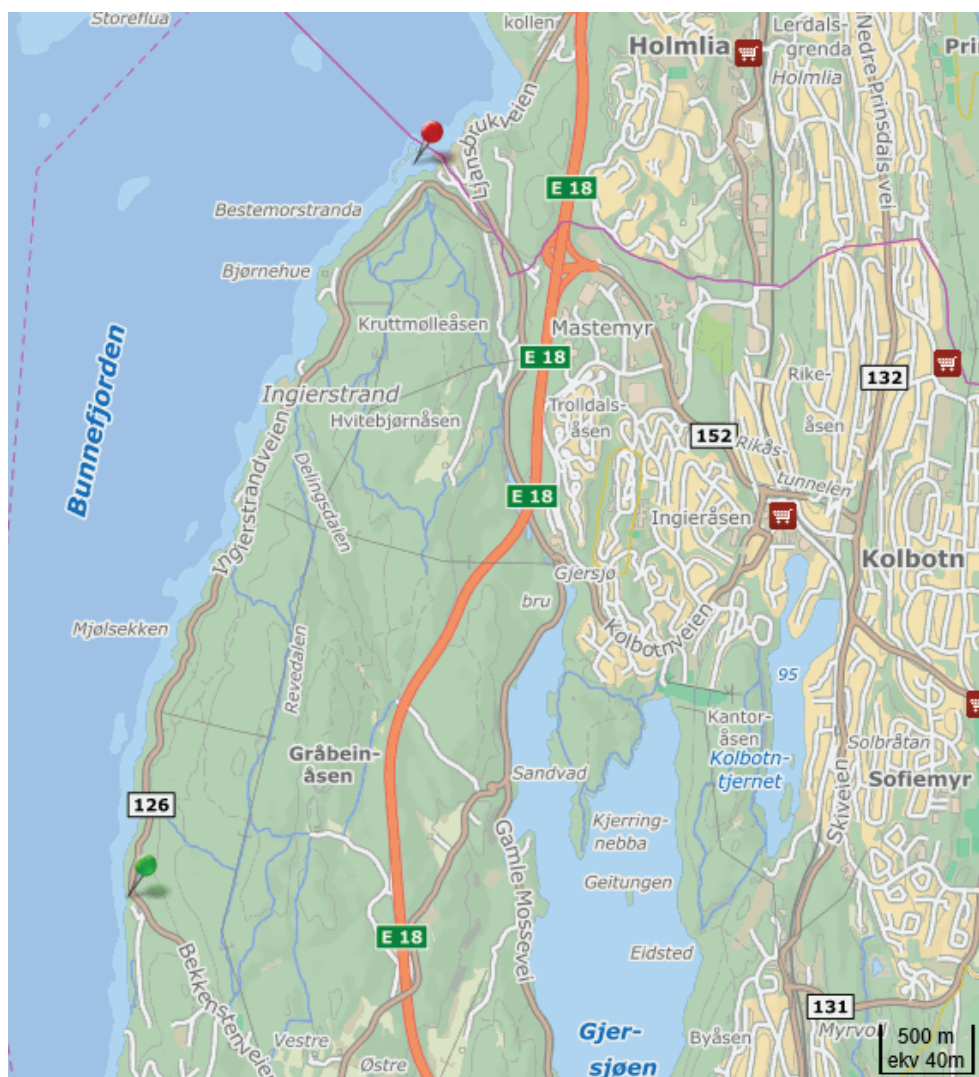 Storeflua
kollen
Holmlia
Lerdals-
grenda
Holmlia
Nedre Prinsdals vei
Pri
Ljansbrukveien
E 18
Bestemorstranda
Bjørnehue
Kruttmølleåsen
Mastemyr
E 18
132
Rike-
åsen
Ingierstrand
Hvitebjørnåsen
Trolldals-
åsen
152
Rikås-
tunnelen
Bunnefjorden
Delingsdalen
E 18
Ingierstrandveien
Ingieråsen
Kolbotn
Gjersjø
bru
Kolbotnveien
Mjølsekken
Revedalen
95
Kantor-
åsen
Solbråtan
Gråbein-
åsen
Sandvad
Kolbotn-
tjernet
Sofiemyr
Skiveien
126
Kjerring-
nebba
Gamle Mossevei
Geitungen
E 18
Eidsted
Bekkenstenveien
131
Myrvoll
Vestre
Østre
Gjer-
sjøen
Byåsen
500 m
ekv 40m